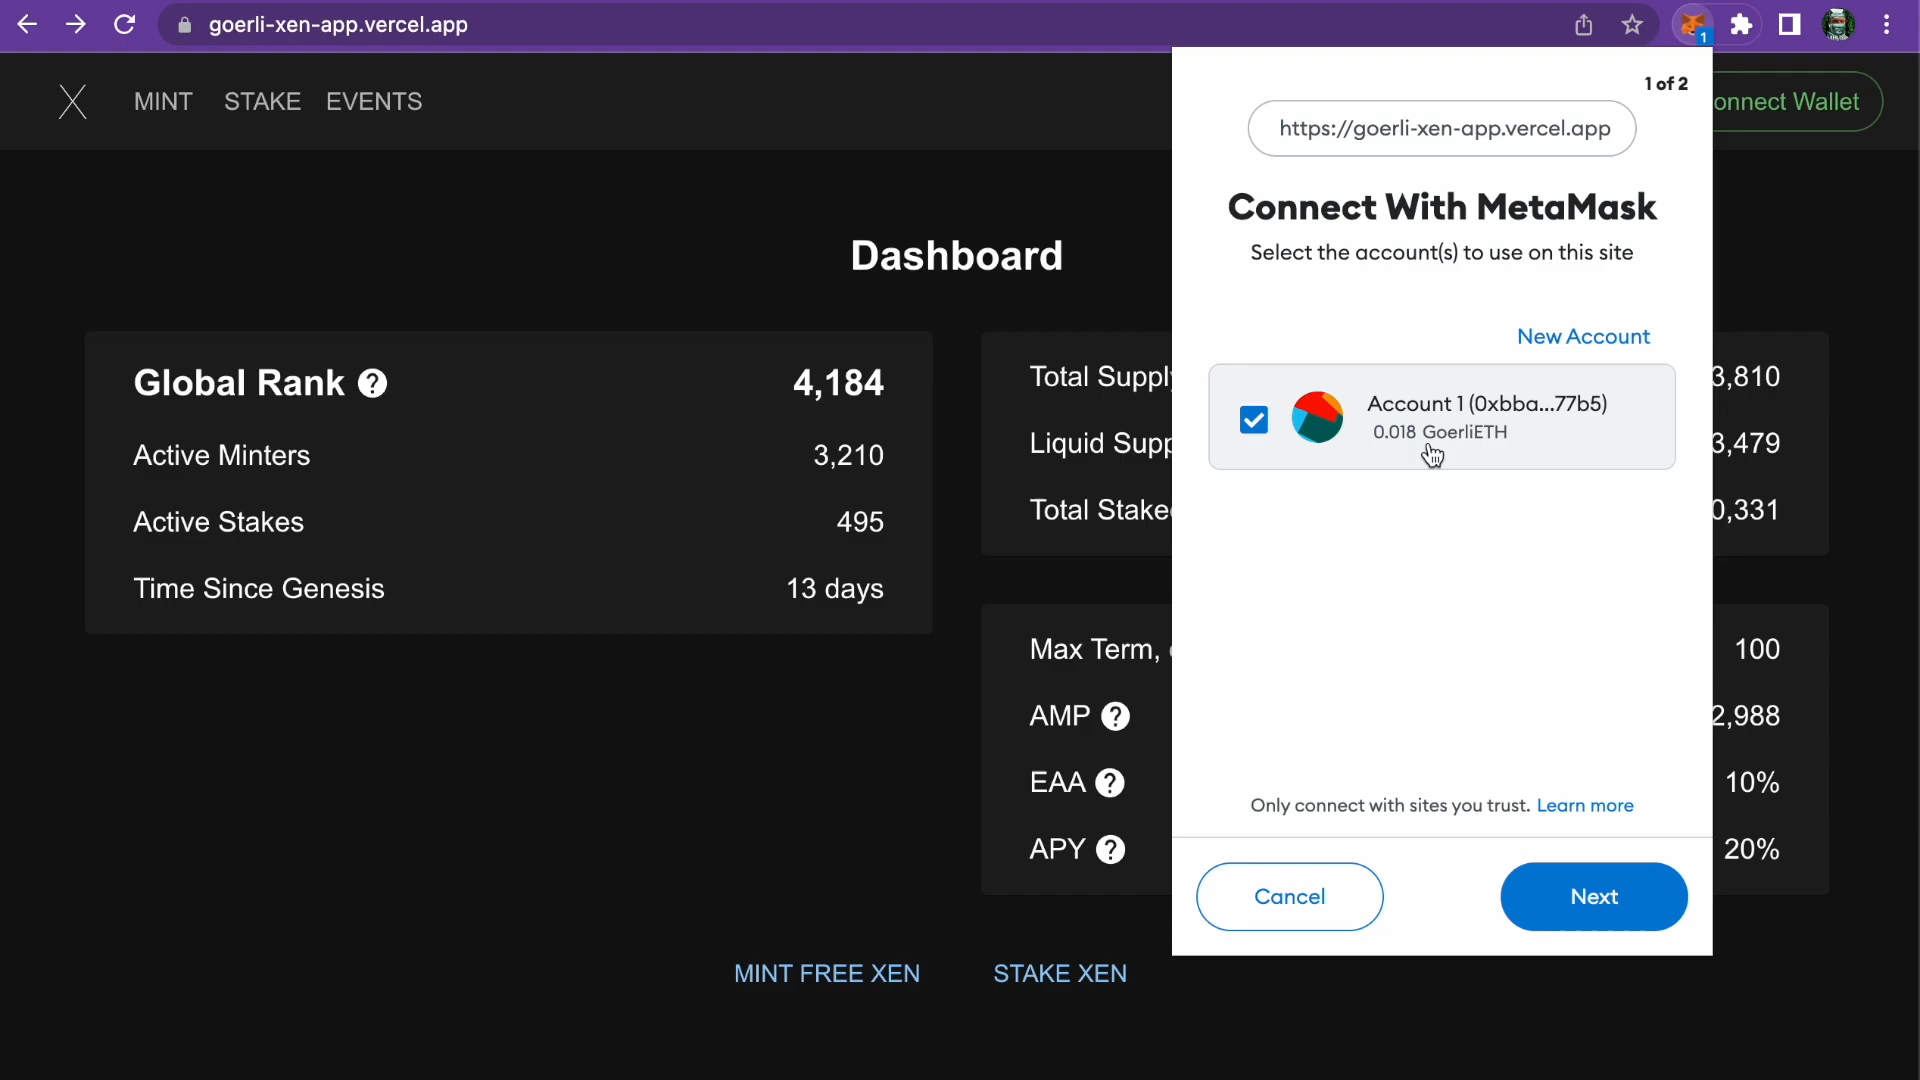 goerli-xen-app.vercel.app
1
MINT STAKE EVENTS
onnect Wallet
1 of 2
https://goerli-xen-app.vercel.app
Connect With MetaMask
Select the account(s) to use on this site
New Account
Account 1 (0xbba...77b5)
0.018 GoerliETH
Only connect with sites you trust. Learn more
Cancel Next
Dashboard
Global Rank ? 4,184
Active Minters 3,210
Active Stakes 495
Time Since Genesis 13 days
Total Supply 3,810
Liquid Supp 3,479
Total Stake 0,331
Max Term, 100
AMP ? 2,988
EAA ? 10%
APY ? 20%
MINT FREE XEN STAKE XEN